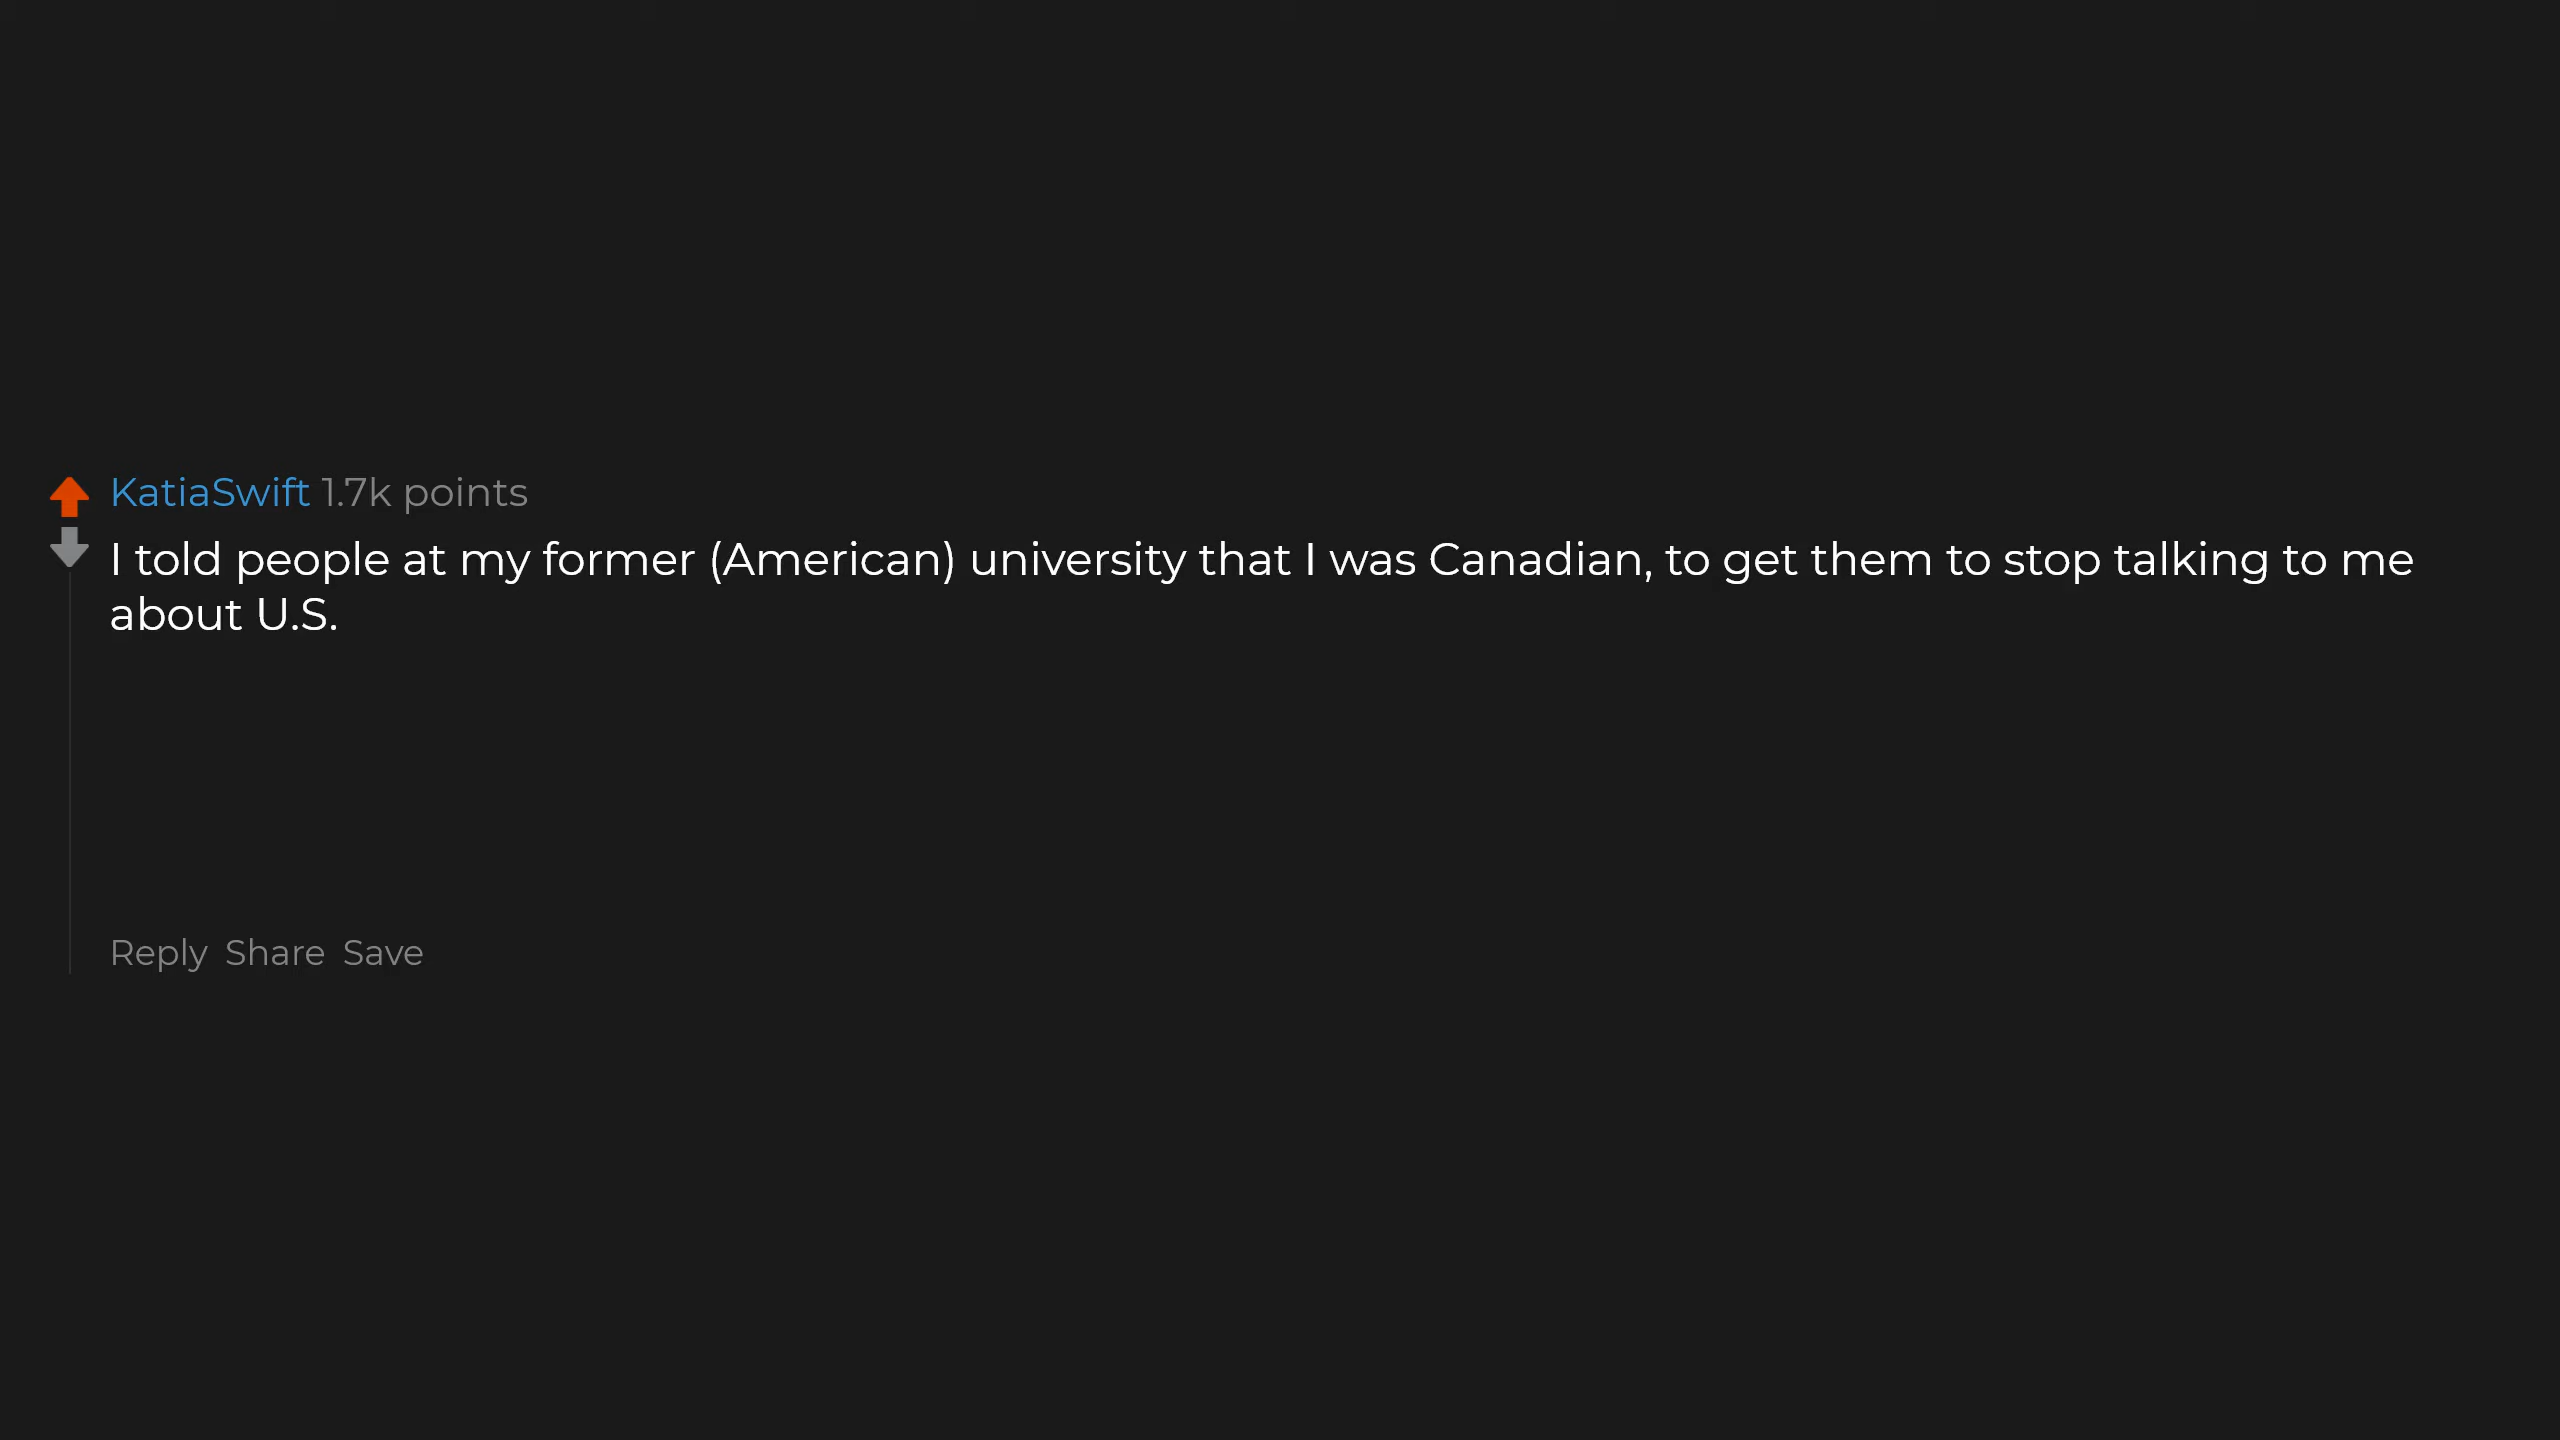 KatiaSwift 1.7k points
I told people at my former (American) university that I was Canadian, to get them to stop talking to me
about U.S.
Reply Share Save